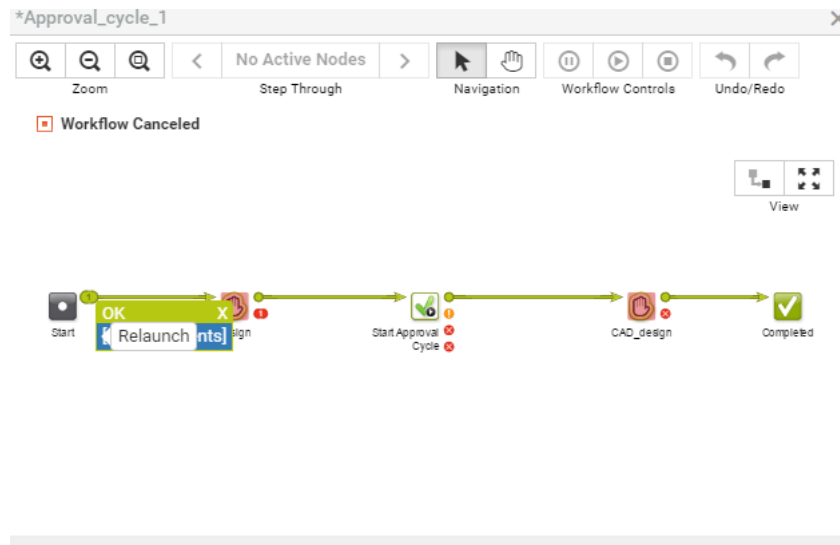 *Approval_cycle_1
No Active Nodes
Zoom
Step Through
Navigation
Workflow Controls
Undo/Redo
Workflow Canceled
View
1
OK X
[ Relaunch nts]
Start
sign
1
Start Approval
Cycle
CAD_design
Completed